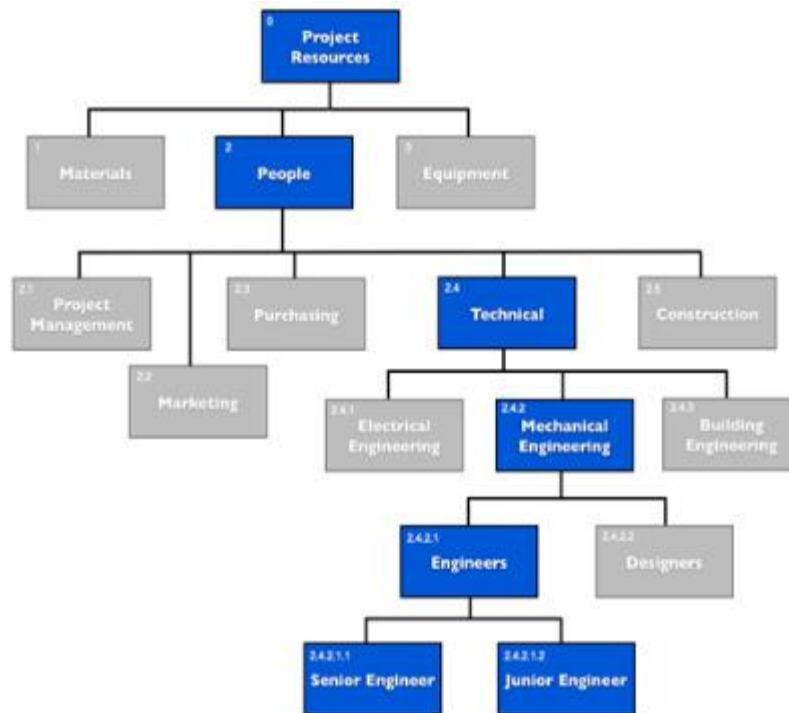 0
Project
Resources
1
Materials
2
People
3
Equipment
2.1
Project
Management
2.2
Marketing
2.3
Purchasing
2.4
Technical
2.5
Construction
2.4.1
Electrical
Engineering
2.4.2
Mechanical
Engineering
2.4.3
Building
Engineering
2.4.2.1
Engineers
2.4.2.2
Designers
2.4.2.1.1
Senior Engineer
2.4.2.1.2
Junior Engineer